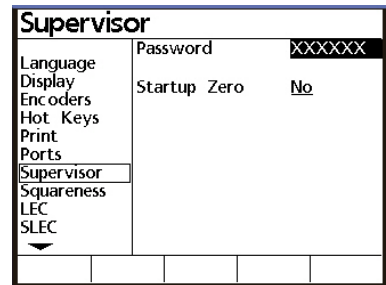 Supervisor
Password XXXXXX
Startup Zero No
Language
Display
Encoders
Hot Keys
Print
Ports
Supervisor
Squareness
LEC
SLEC